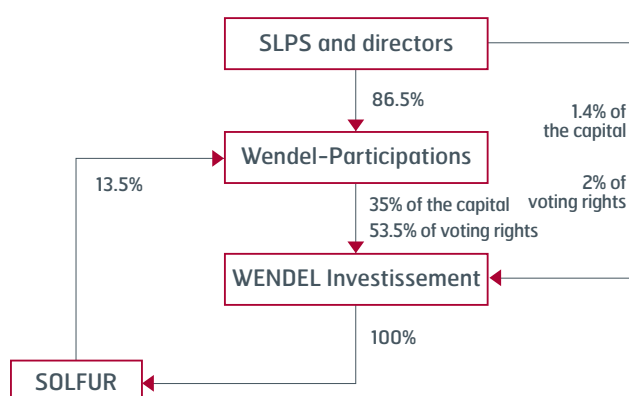 SLPS and directors
86.5%
1.4% of
the capital
Wendel-Participations
13.5%
2% of
voting rights
35% of the capital
53.5% of voting rights
WENDEL Investissement
100%
SOLFUR